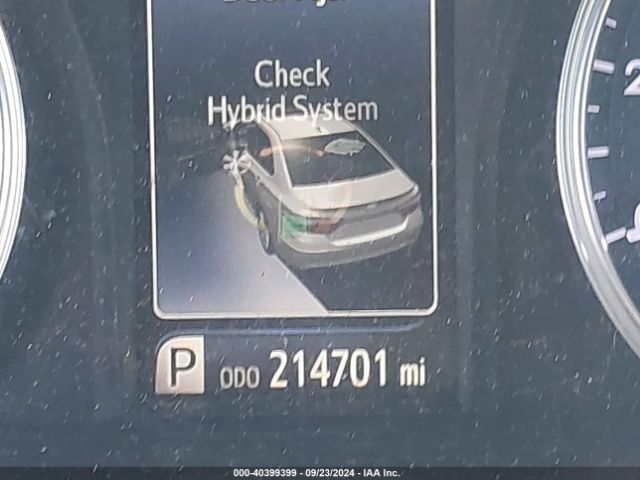 Check
Hybrid System
P ODO 214701 mi
000-40399399 - 09/23/2024 - IAA Inc.